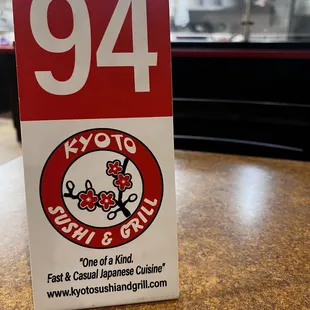 94
KYOTO
SUSHI & GRILL
"One of a Kind.
Fast & Casual Japanese Cuisine"
www.kyotosushiandgrill.com